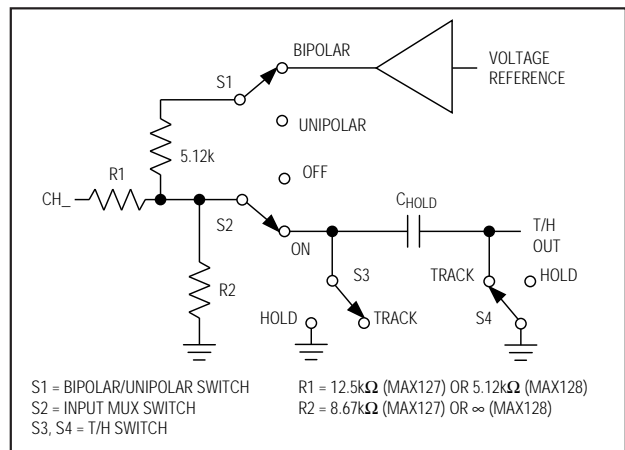 BIPOLAR
VOLTAGE
REFERENCE
S1
UNIPOLAR
5.12k
OFF
R1
CH_
S2
CHOLD
T/H
OUT
ON
S3
TRACK
HOLD
R2
HOLD
TRACK
S4
S1 = BIPOLAR/UNIPOLAR SWITCH
S2 = INPUT MUX SWITCH
S3, S4 = T/H SWITCH
R1 = 12.5kΩ (MAX127) OR 5.12kΩ (MAX128)
R2 = 8.67kΩ (MAX127) OR ∞ (MAX128)